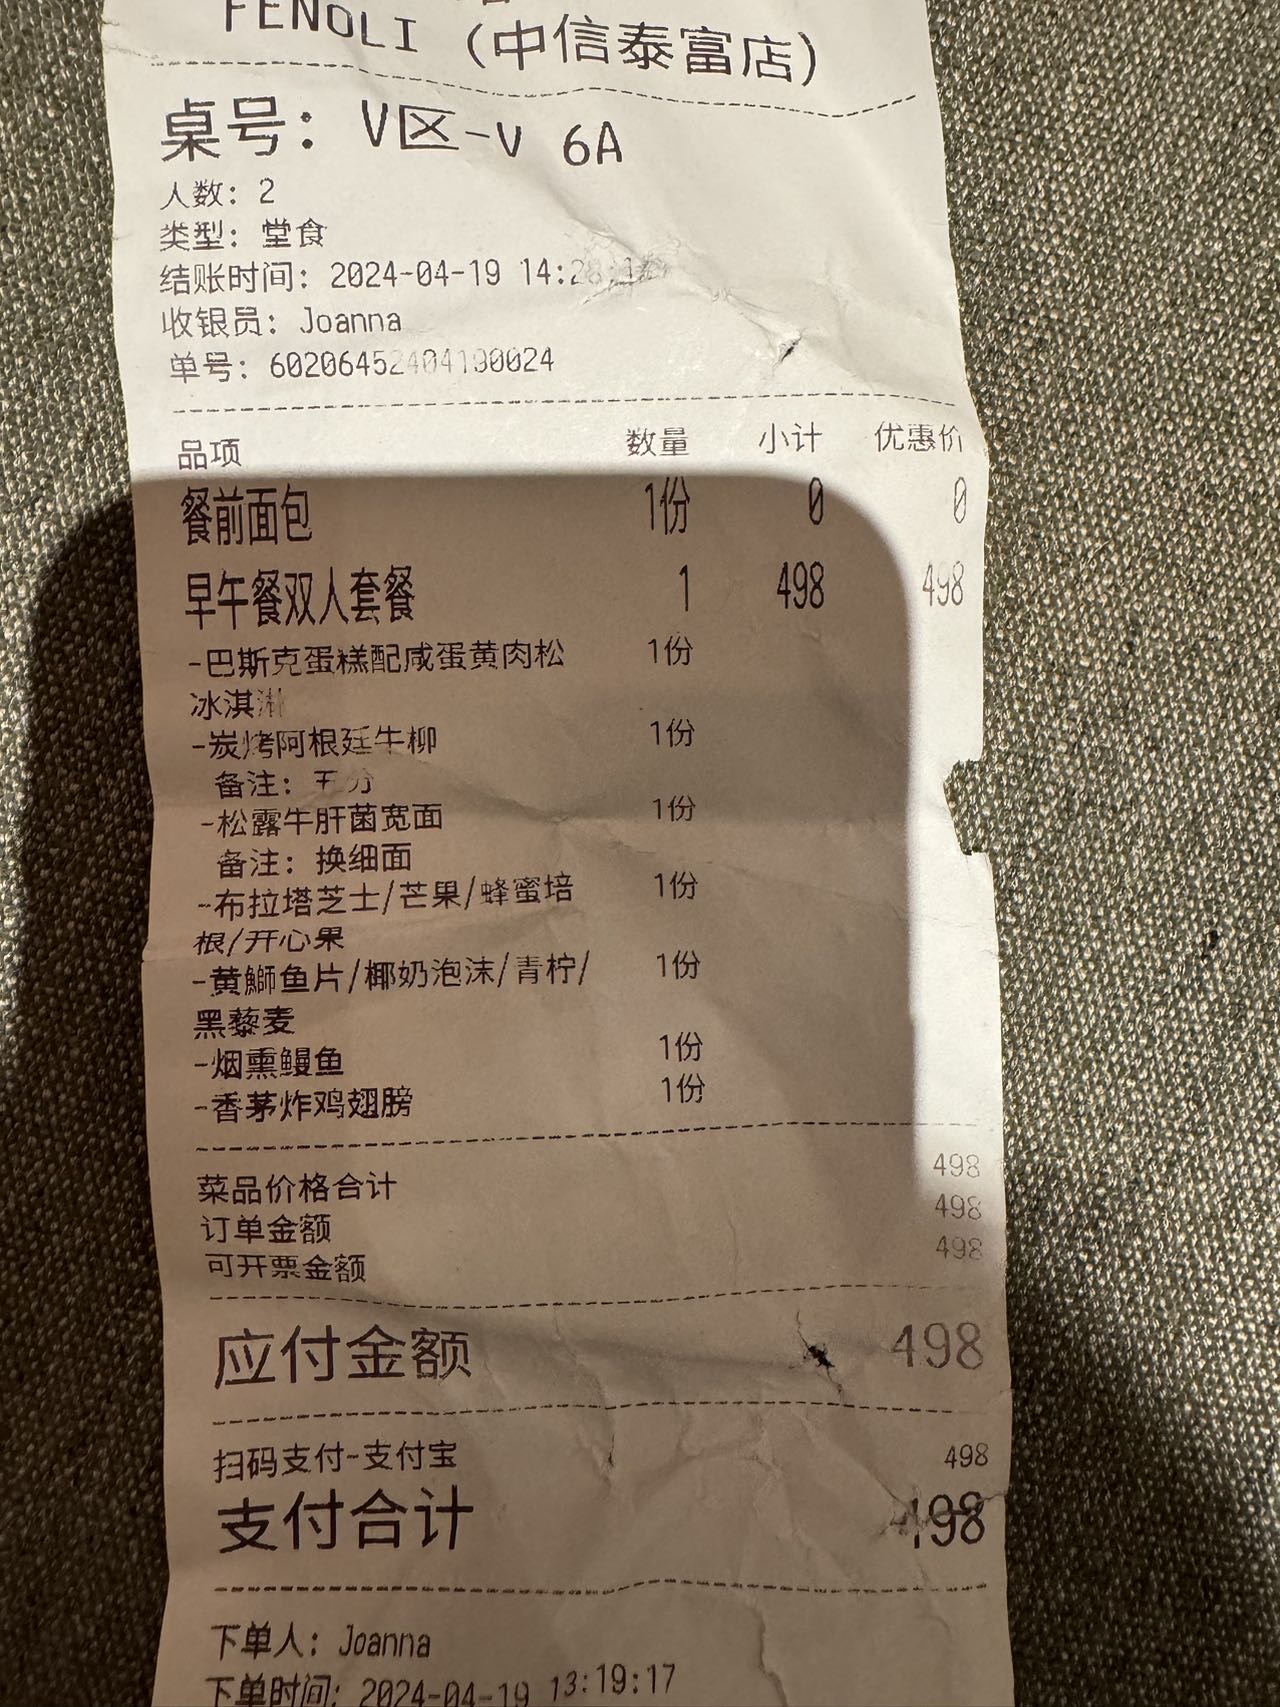 FENOLI (中信泰富店)
桌号: V区-V 6A
人数: 2
类型: 堂食
结账时间: 2024-04-19 14:28
收银员: Joanna
单号: 60206452404190024
品项 数量 小计 优惠价
餐前面包 1份 0 0
早午餐双人套餐 1 498 498
-巴斯克蛋糕配咸蛋黄肉松 1份
冰淇淋
-炭烤阿根廷牛柳 1份
备注: 五分
-松露牛肝菌宽面 1份
备注: 换细面
-布拉塔芝士/芒果/蜂蜜培 1份
根/开心果
-黄鰤鱼片/椰奶泡沫/青柠/ 1份
黑藜麦
-烟熏鳗鱼 1份
-香茅炸鸡翅膀 1份
菜品价格合计 498
订单金额 498
可开票金额 498
应付金额 498
扫码支付-支付宝 498
支付合计 498
下单人: Joanna
下单时间: 2024-04-19 13:19:17